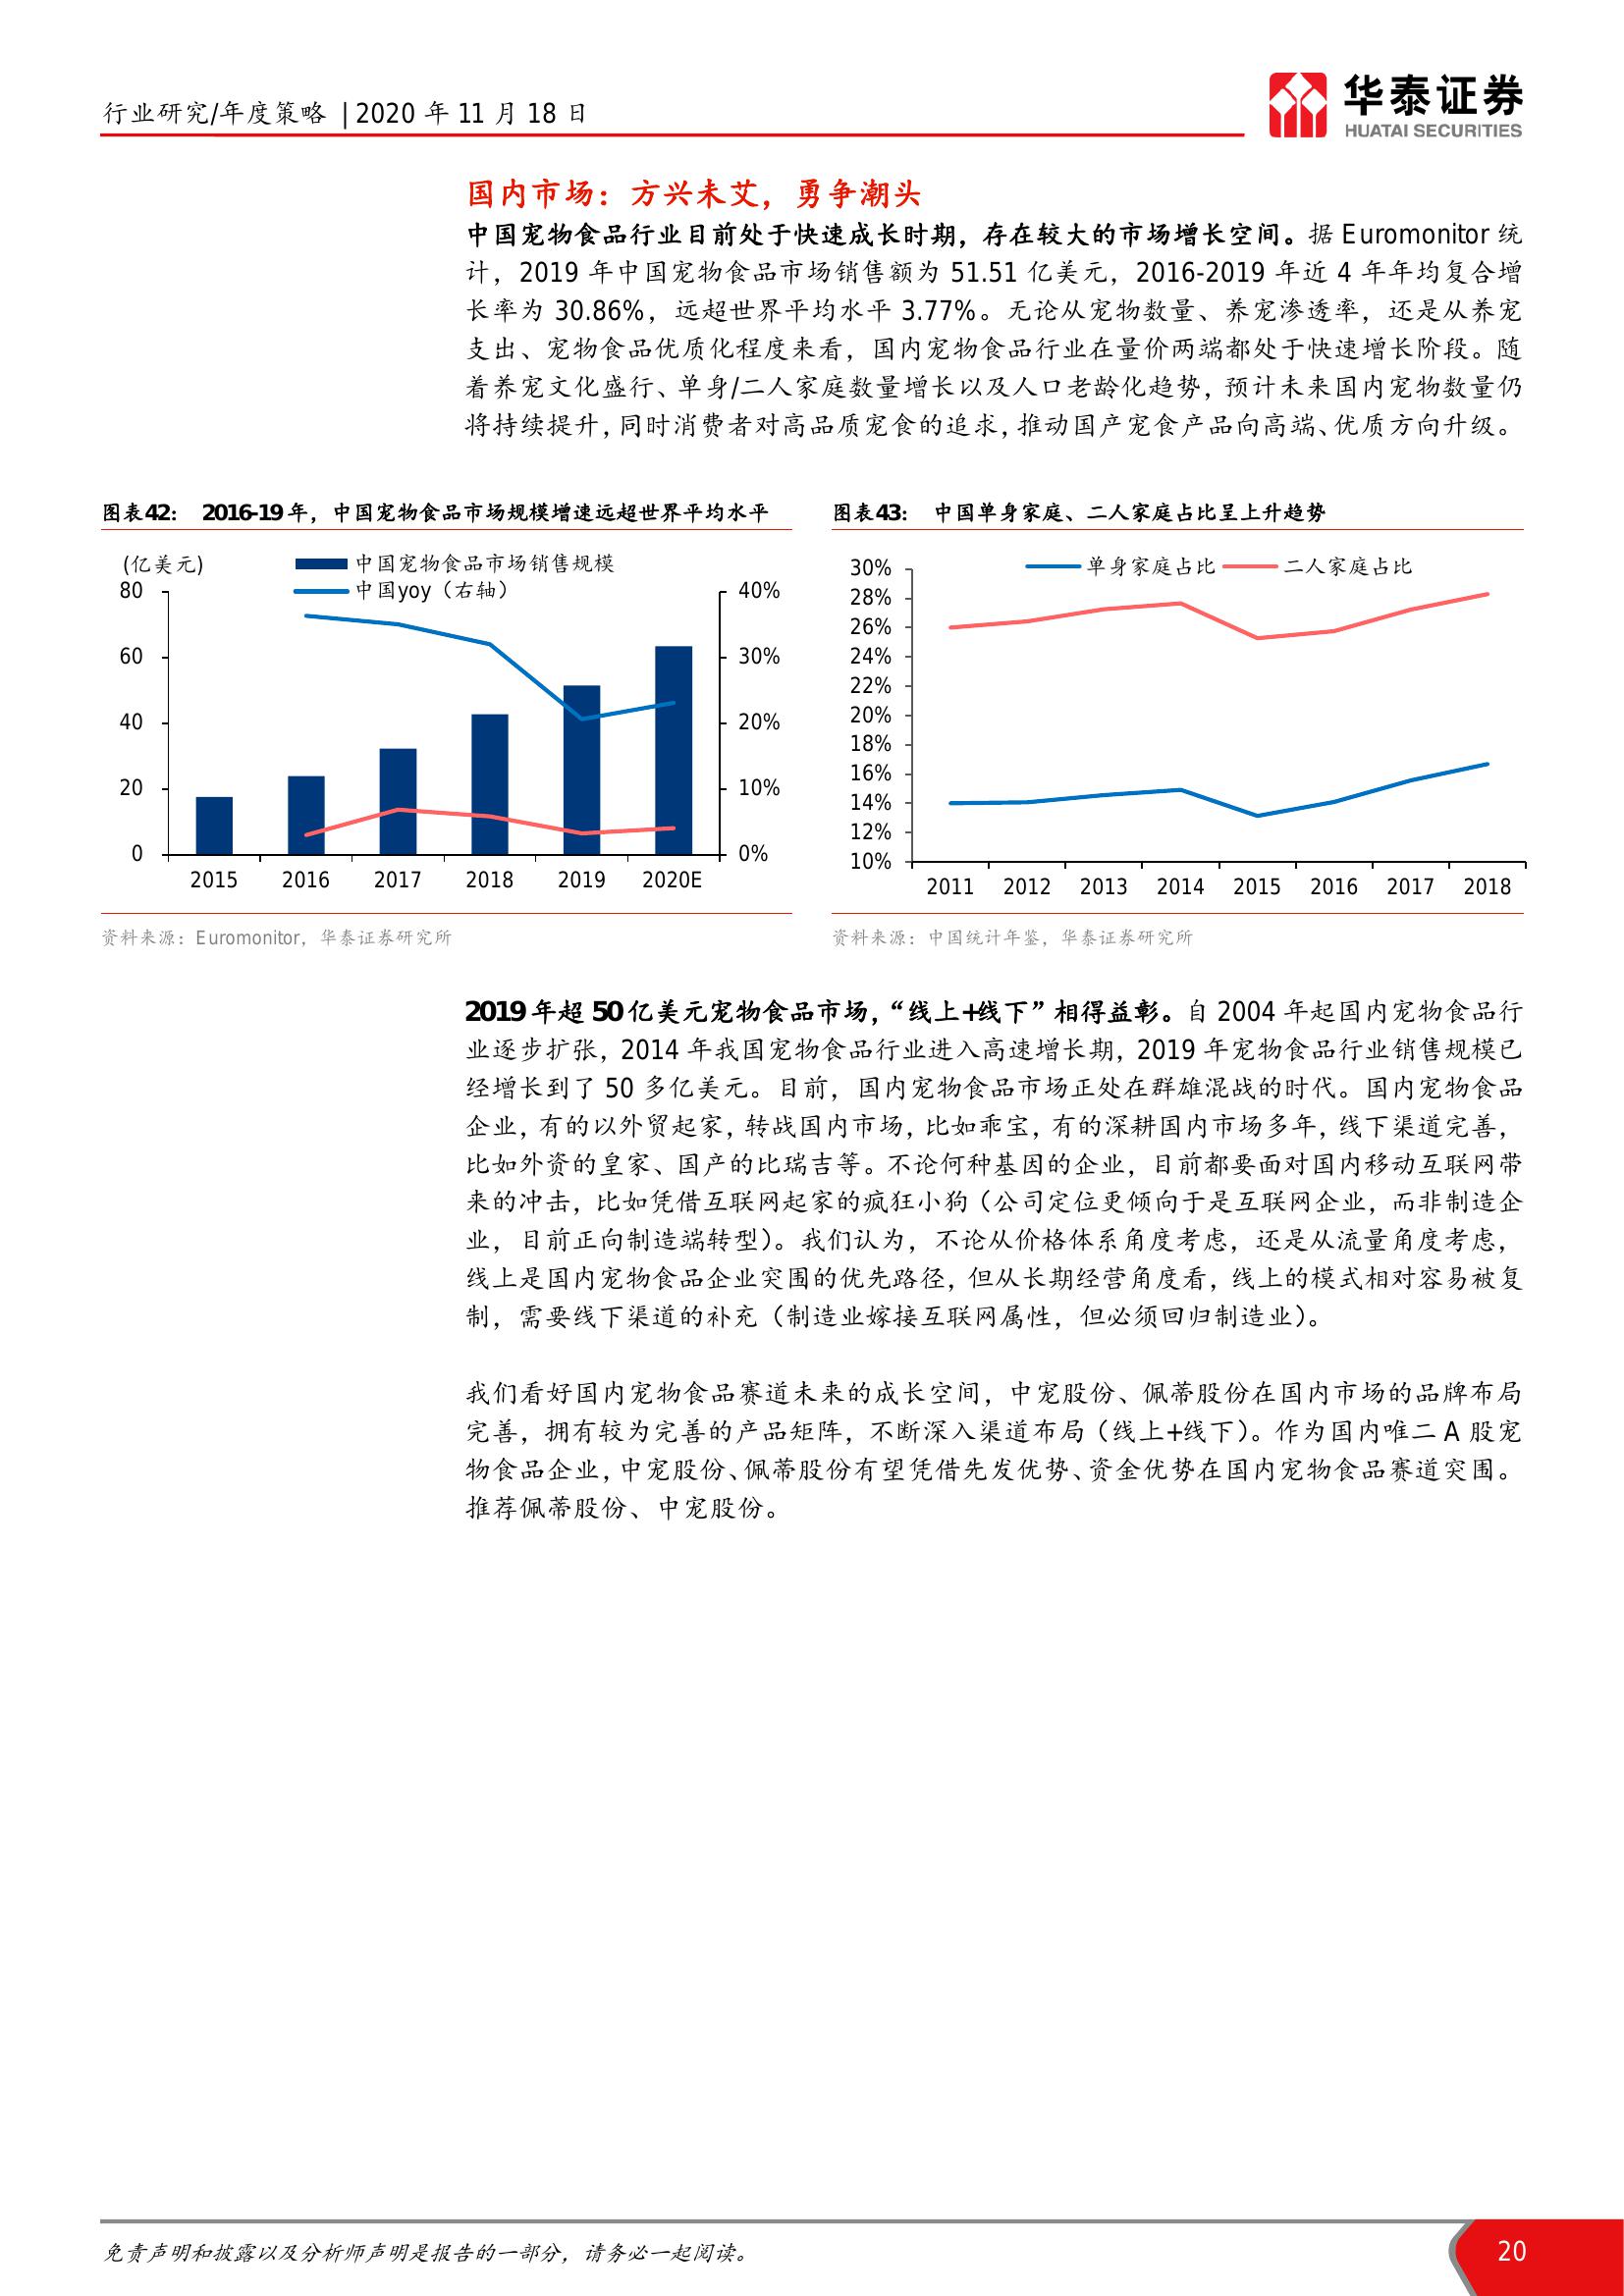 行业研究/年度策略 | 2020 年 11 月 18 日
华泰证券
HUATAI SECURITIES
国内市场：方兴未艾，勇争潮头
中国宠物食品行业目前处于快速成长时期，存在较大的市场增长空间。据 Euromonitor 统
计，2019 年中国宠物食品市场销售额为 51.51 亿美元，2016-2019 年近 4 年年均复合增
长率为 30.86%，远超世界平均水平 3.77%。无论从宠物数量、养宠渗透率，还是从养宠
支出、宠物食品优质化程度来看，国内宠物食品行业在量价两端都处于快速增长阶段。随
着养宠文化盛行、单身/二人家庭数量增长以及人口老龄化趋势，预计未来国内宠物数量仍
将持续提升，同时消费者对高品质宠食的追求，推动国产宠食产品向高端、优质方向升级。
图表42： 2016-19 年，中国宠物食品市场规模增速远超世界平均水平
(亿美元)
中国宠物食品市场销售规模
中国yoy（右轴）
80
60
40
20
0
40%
30%
20%
10%
0%
2015 2016 2017 2018 2019 2020E
资料来源：Euromonitor，华泰证券研究所
图表43： 中国单身家庭、二人家庭占比呈上升趋势
单身家庭占比 二人家庭占比
30%
28%
26%
24%
22%
20%
18%
16%
14%
12%
10%
2011 2012 2013 2014 2015 2016 2017 2018
资料来源：中国统计年鉴，华泰证券研究所
2019 年超 50 亿美元宠物食品市场，“线上+线下”相得益彰。自 2004 年起国内宠物食品行
业逐步扩张，2014 年我国宠物食品行业进入高速增长期，2019 年宠物食品行业销售规模已
经增长到了 50 多亿美元。目前，国内宠物食品市场正处在群雄混战的时代。国内宠物食品
企业，有的以外贸起家，转战国内市场，比如乖宝，有的深耕国内市场多年，线下渠道完善，
比如外资的皇家、国产的比瑞吉等。不论何种基因的企业，目前都要面对国内移动互联网带
来的冲击，比如凭借互联网起家的疯狂小狗（公司定位更倾向于是互联网企业，而非制造企
业，目前正向制造端转型）。我们认为，不论从价格体系角度考虑，还是从流量角度考虑，
线上是国内宠物食品企业突围的优先路径，但从长期经营角度看，线上的模式相对容易被复
制，需要线下渠道的补充（制造业嫁接互联网属性，但必须回归制造业）。
我们看好国内宠物食品赛道未来的成长空间，中宠股份、佩蒂股份在国内市场的品牌布局
完善，拥有较为完善的产品矩阵，不断深入渠道布局（线上+线下）。作为国内唯二 A 股宠
物食品企业，中宠股份、佩蒂股份有望凭借先发优势、资金优势在国内宠物食品赛道突围。
推荐佩蒂股份、中宠股份。
免责声明和披露以及分析师声明是报告的一部分，请务必一起阅读。
20